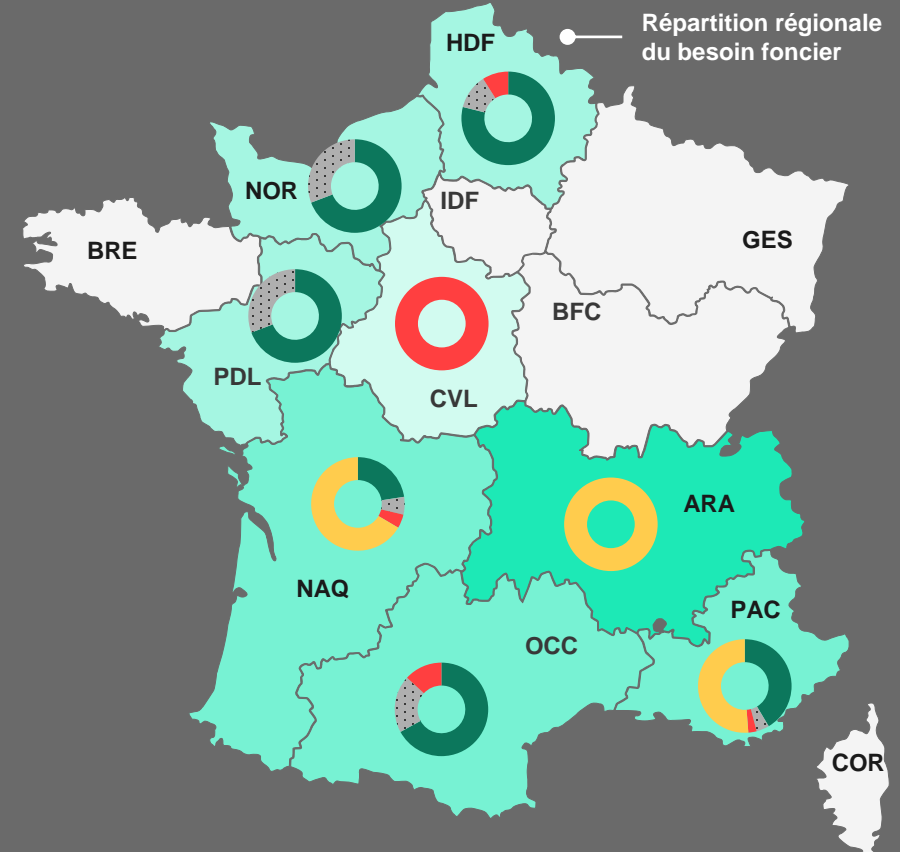 Répartition régionale
du besoin foncier
HDF
NOR
IDF
BRE
GES
BFC
PDL
CVL
ARA
NAQ
PAC
OCC
COR